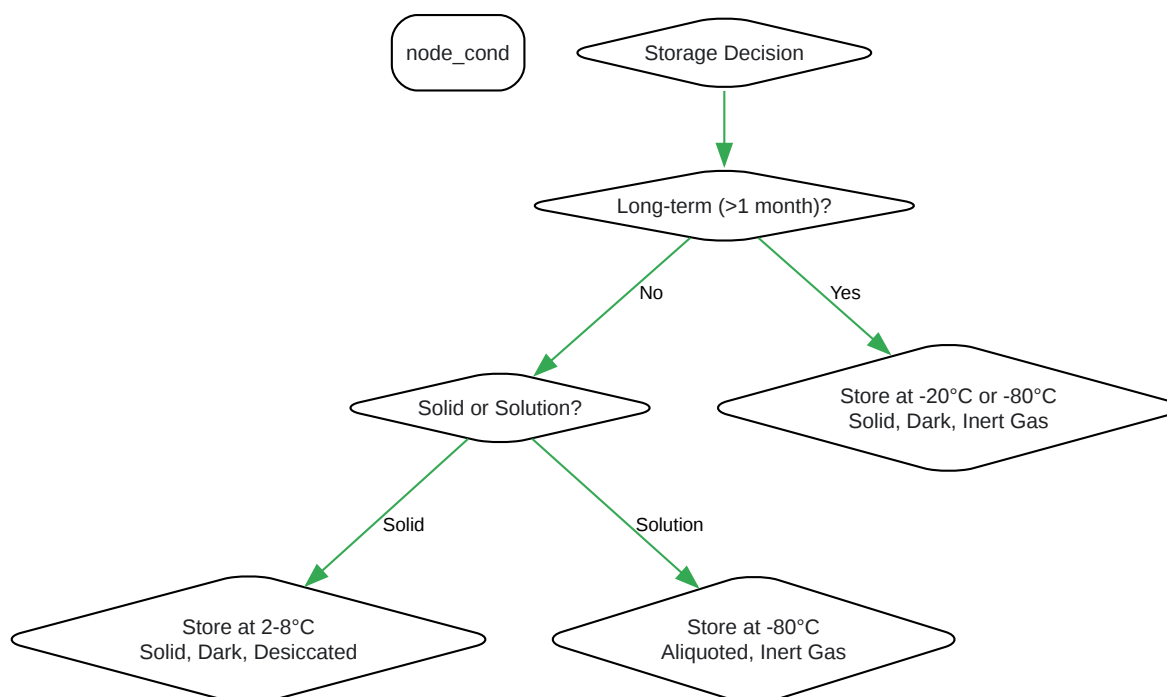 node_cond
Storage Decision
Long-term (>1 month)?
No
Yes
Solid or Solution?
Store at -20°C or -80°C
Solid, Dark, Inert Gas
Solid
Solution
Store at 2-8°C
Solid, Dark, Desiccated
Store at -80°C
Aliquoted, Inert Gas